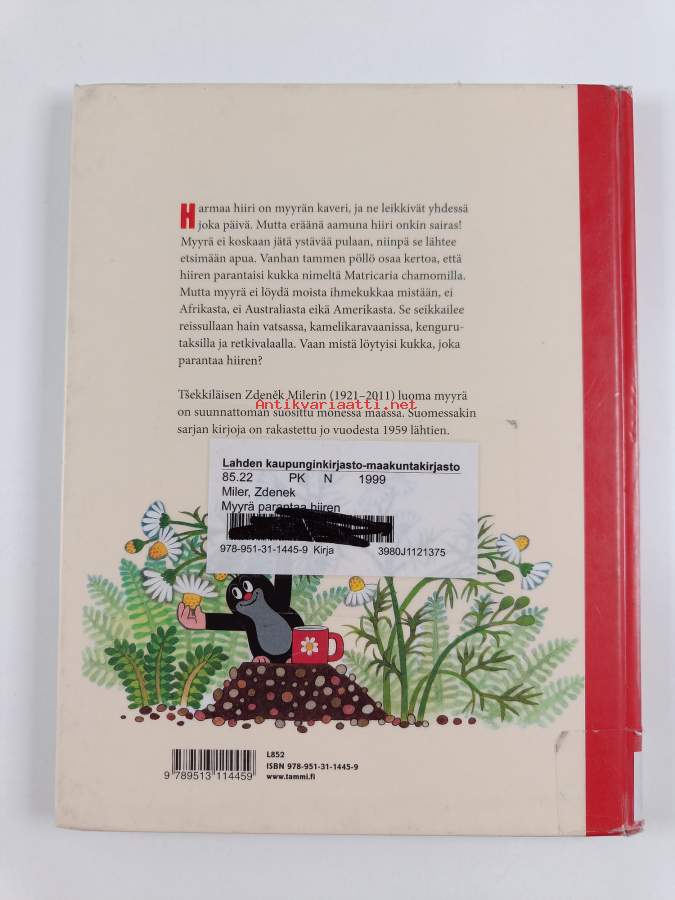 Harmaa hiiri on myyrän kaveri, ja ne leikkivät yhdessä
joka päivä. Mutta eräänä aamuna hiiri onkin sairas!
Myyrä ei koskaan jätä ystävää pulaan, niinpä se lähtee
etsimään apua. Vanhan tammen pöllö osaa kertoa, että
hiiren parantaisi kukka nimeltä Matricaria chamomilla.
Mutta myyrä ei löydä moista ihmekukkaa mistään, ei
Afrikasta, ei Australiasta eikä Amerikasta. Se seikkailee
reissullaan hain vatsassa, kamelikaravaanissa, kenguru-
taksilla ja retkivalaalla. Vaan mistä löytyisi kukka, joka
parantaa hiiren?
Tšekkiläisen Zdeněk Milerin (1921–2011) luoma myyrä
Antikvariaatti.net
on suunnattoman suosittu monessa maassa. Suomessakin
sarjan kirjoja on rakastettu jo vuodesta 1959 lähtien.
Lahden kaupunginkirjasto-maakuntakirjasto
85.22 PK N 1999
Miler, Zdenek
Myyrä parantaa hiiren
978-951-31-1445-9 Kirja 3980J1121375
L852
ISBN 978-951-31-1445-9
www.tammi.fi
9 789513 114459